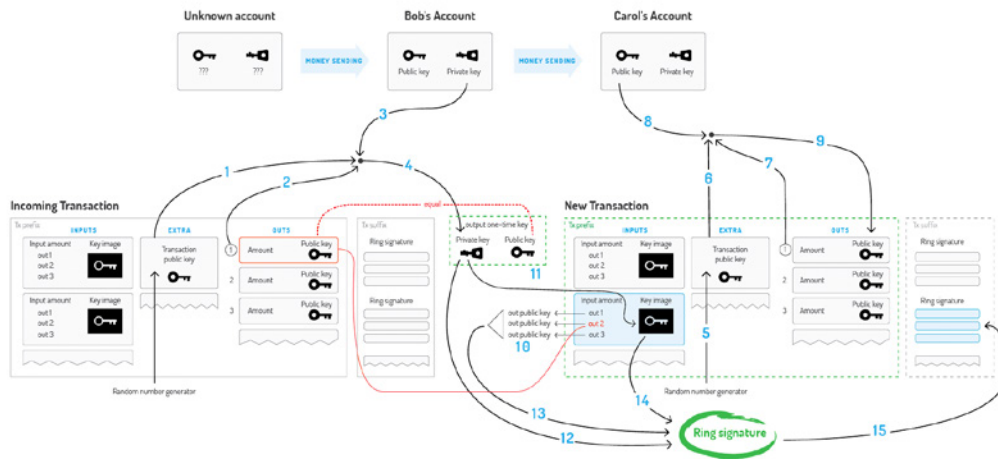 Unknown account
Bob's Account
Carol's Account
???
???
MONEY SENDING
Public key
Private key
MONEY SENDING
Public key
Private key
3
8
1
2
4
6
7
9
Incoming Transaction
Tx prefix
INPUTS
EXTRA
OUTS
Input amount
out 1
out 2
out 3
Key image
Input amount
out1
out 2
out 3
Key image
Transaction
public key
1
Amount
Public key
2
Amount
Public key
3
Amount
Public key
Tx suffix
Ring signature
Ring signature
Random number generator
equal
output one-time key
Private key
Public key
11
out public key
out public key
out public key
10
New Transaction
Tx prefix
INPUTS
EXTRA
OUTS
Input amount
out 1
out 2
out 3
Key image
Input amount
out 1
out 2
out 3
Key image
Transaction
public key
5
1
Amount
Public key
2
Amount
Public key
3
Amount
Public key
Tx suffix
Ring signature
Ring signature
Random number generator
14
13
12
Ring signature
15